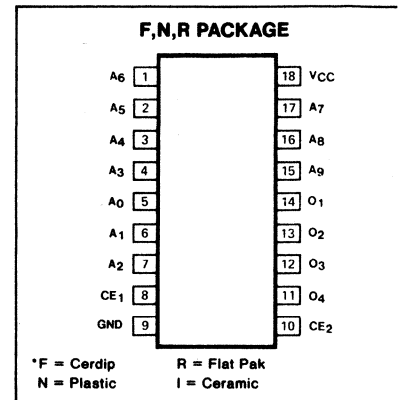 F,N,R PACKAGE
A6 1 18 VCC
A5 2 17 A7
A4 3 16 A8
A3 4 15 A9
A0 5 14 O1
A1 6 13 O2
A2 7 12 O3
CE1 8 11 O4
GND 9 10 CE2
*F = Cerdip R = Flat Pak
N = Plastic I = Ceramic